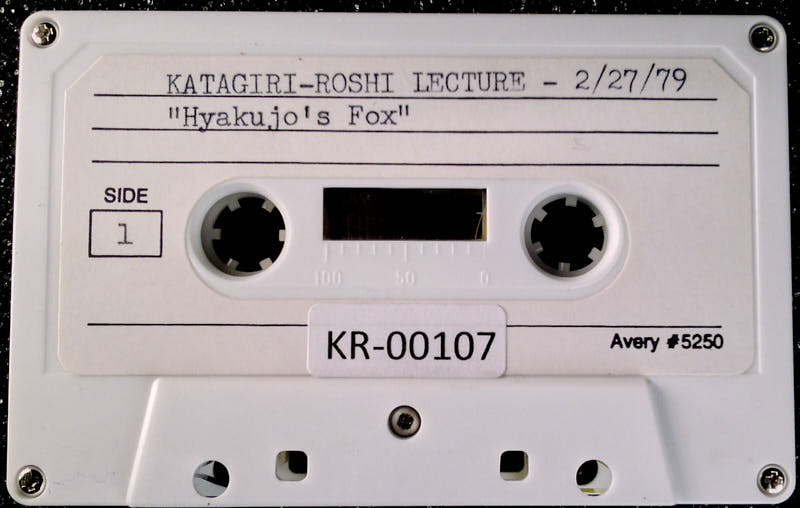 KATAGIRI-ROSHI LECTURE - 2/27/79
"Hyakujo's Fox"
SIDE
1
100 50 0
KR-00107
Avery #5250